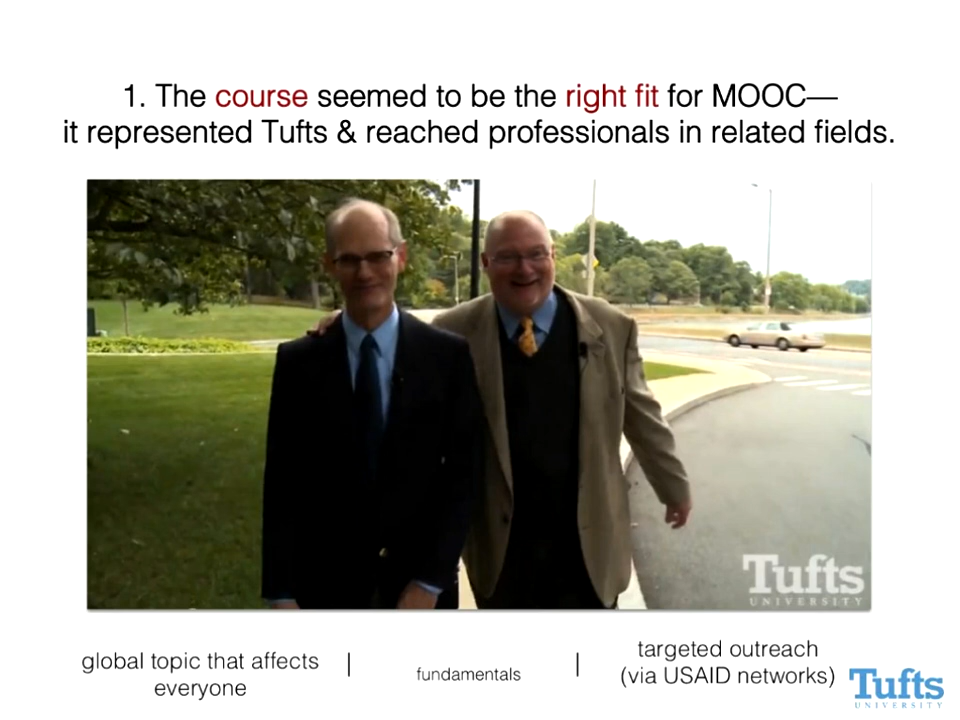 1. The course seemed to be the right fit for MOOC—
it represented Tufts & reached professionals in related fields.
Tufts
UNIVERSITY
global topic that affects
everyone
|
fundamentals
|
targeted outreach
(via USAID networks)
Tufts
UNIVERSITY